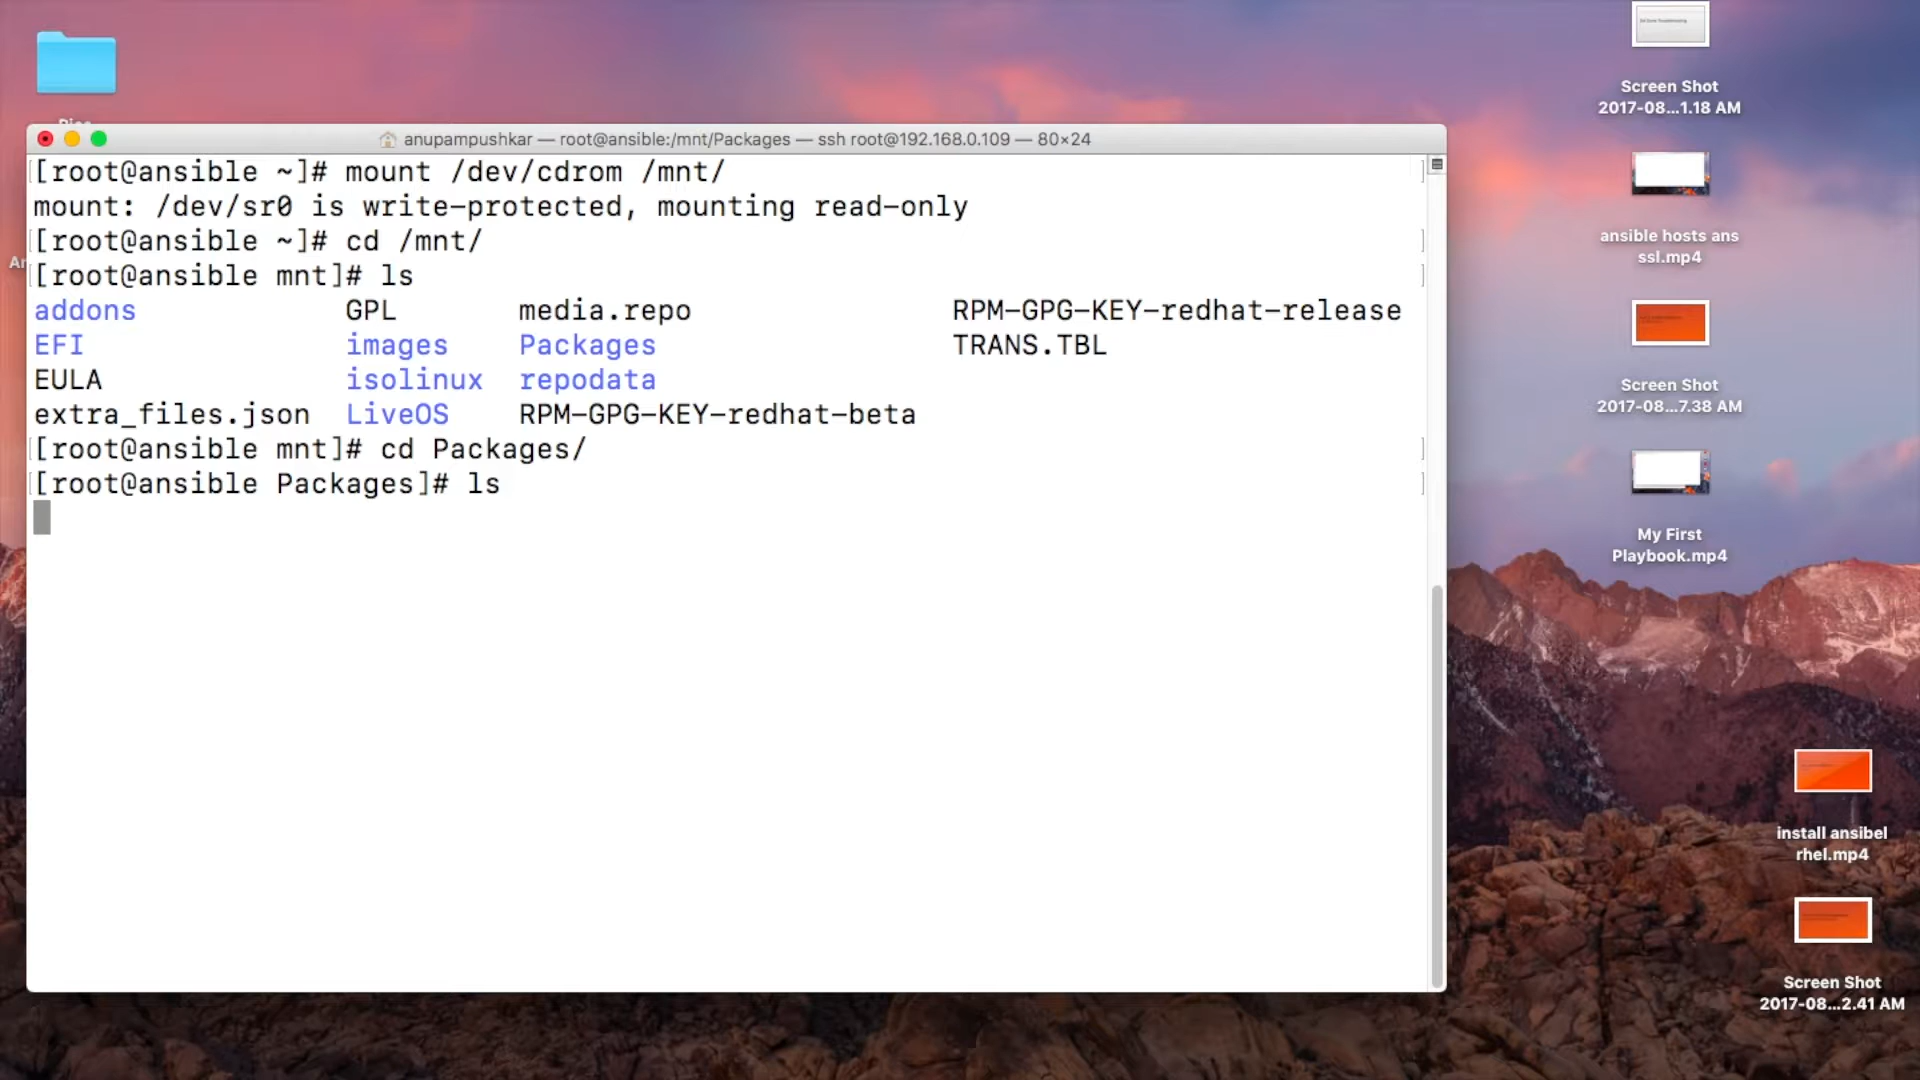 anupampushkar — root@ansible:/mnt/Packages — ssh root@192.168.0.109 — 80×24
[root@ansible ~]# mount /dev/cdrom /mnt/
mount: /dev/sr0 is write-protected, mounting read-only
[root@ansible ~]# cd /mnt/
[root@ansible mnt]# ls
addons GPL media.repo RPM-GPG-KEY-redhat-release
EFI images Packages TRANS.TBL
EULA isolinux repodata
extra_files.json LiveOS RPM-GPG-KEY-redhat-beta
[root@ansible mnt]# cd Packages/
[root@ansible Packages]# ls
Screen Shot
2017-08...1.18 AM
ansible hosts ans
ssl.mp4
Screen Shot
2017-08...7.38 AM
My First
Playbook.mp4
install ansibel
rhel.mp4
Screen Shot
2017-08...2.41 AM